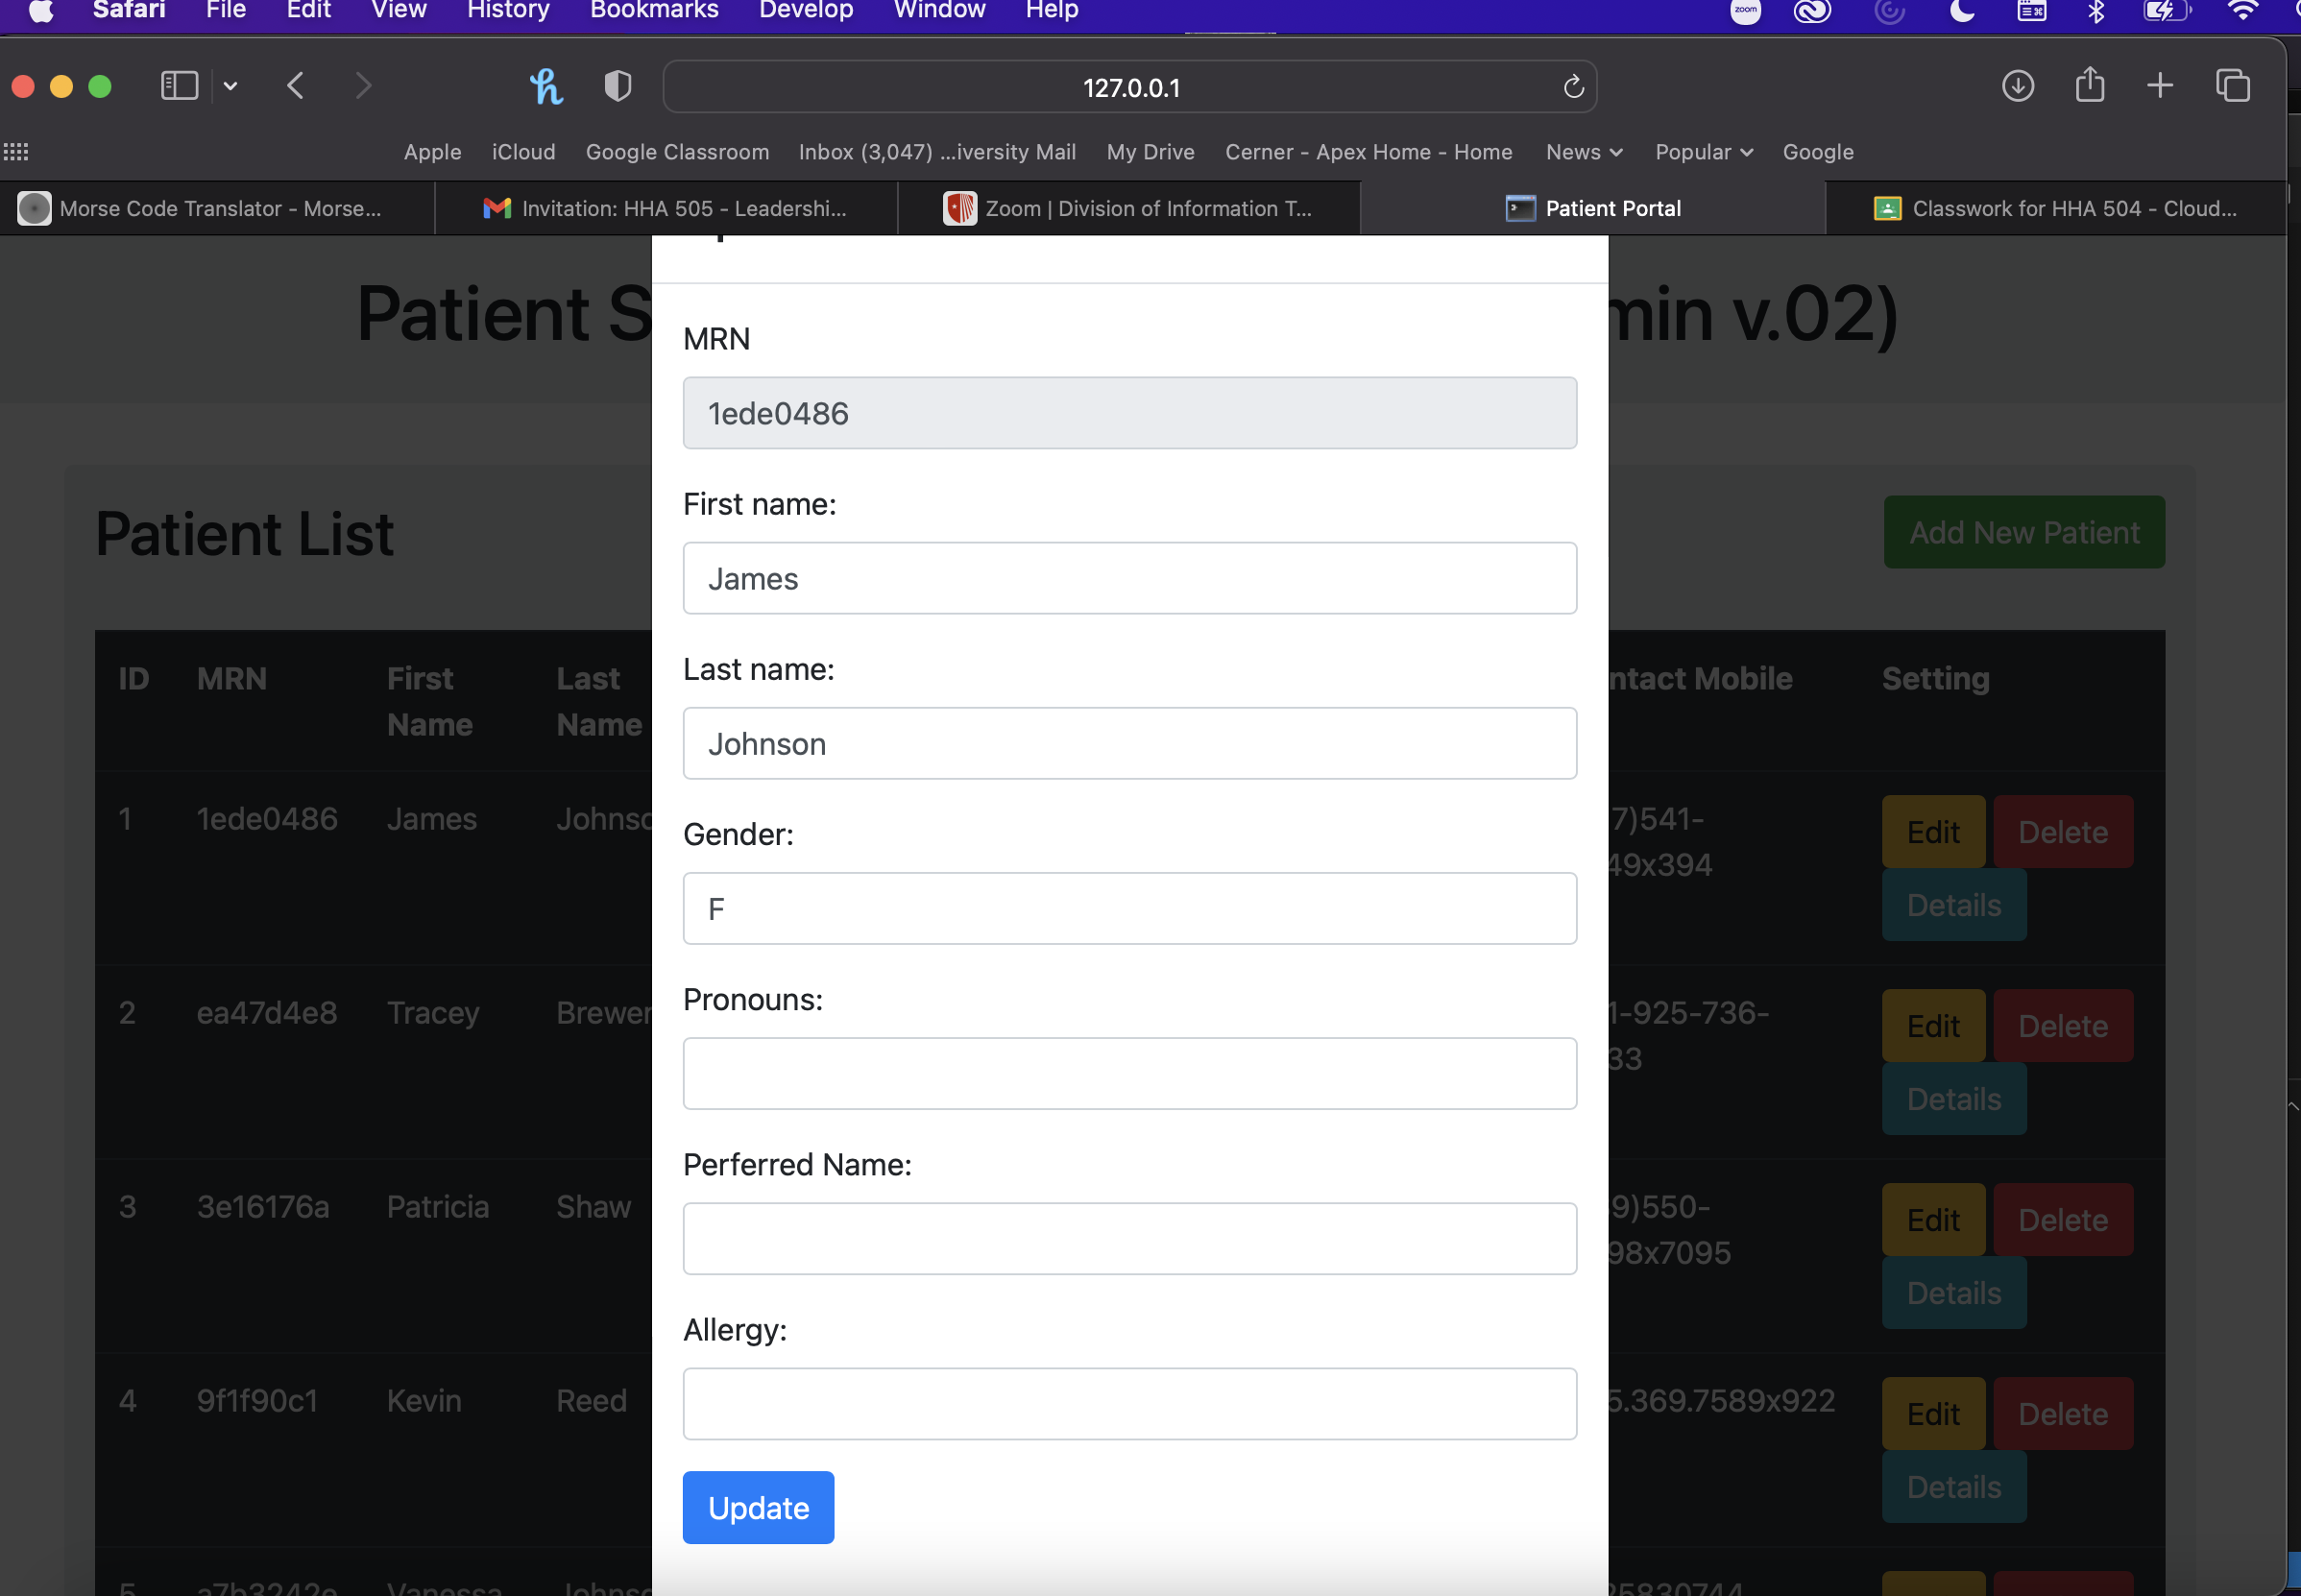 Safari File Edit View History Bookmarks Develop Window Help zoom
127.0.0.1
Apple iCloud Google Classroom Inbox (3,047) ...iversity Mail My Drive Cerner - Apex Home - Home News Popular Google
Morse Code Translator - Morse... Invitation: HHA 505 - Leadershi... Zoom | Division of Information T... Patient Portal Classwork for HHA 504 - Cloud...
Patient S
min v.02)
Patient List
Add New Patient
MRN
1ede0486
First name:
James
Last name:
Johnson
Gender:
F
Pronouns:
Perferred Name:
Allergy:
Update
ID MRN First Name Last Name ntact Mobile Setting
1 1ede0486 James Johnso 7)541-
49x394
Edit Delete
Details
2 ea47d4e8 Tracey Brewer 1-925-736-
33
Edit Delete
Details
3 3e16176a Patricia Shaw 9)550-
98x7095
Edit Delete
Details
4 9f1f90c1 Kevin Reed 5.369.7589x922
Edit Delete
Details
5 a7b3242e Vanessa Johnso 25830744